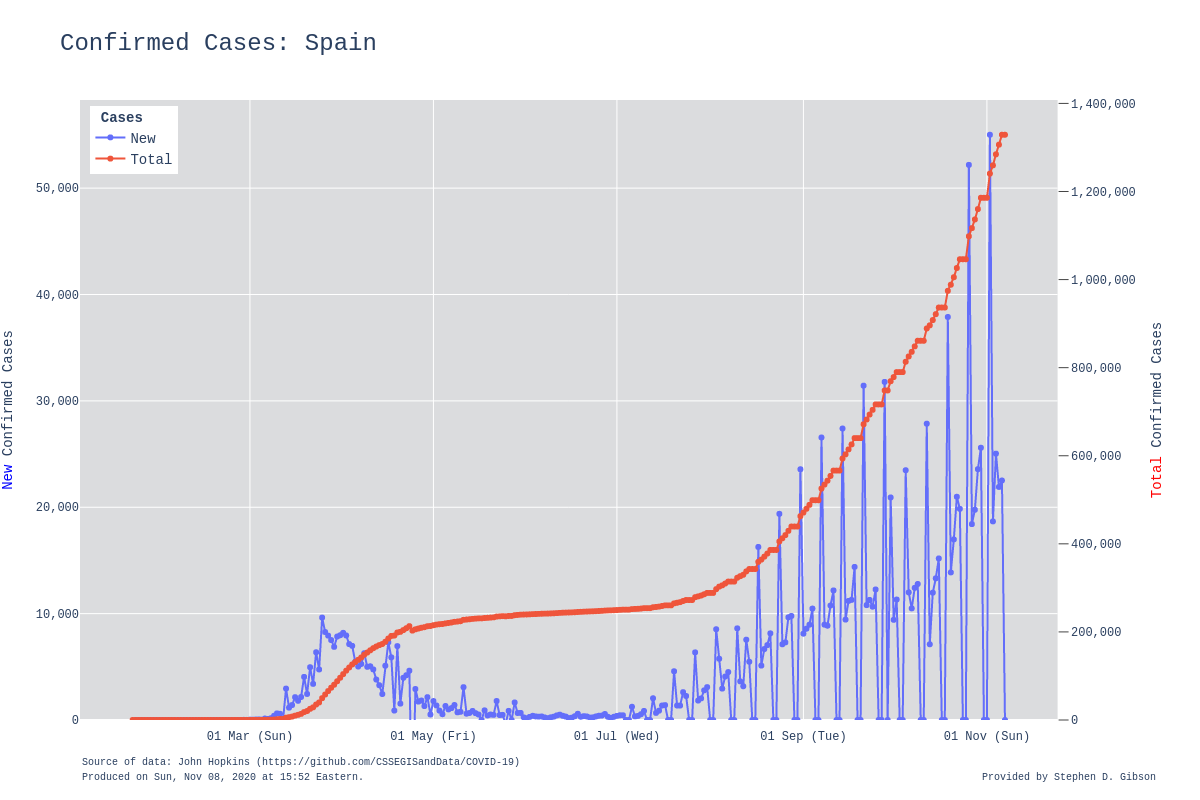 Confirmed Cases: Spain
Cases
New
Total
1,400,000
1,200,000
1,000,000
800,000
600,000
400,000
200,000
0
50,000
40,000
30,000
20,000
10,000
0
New Confirmed Cases
Total Confirmed Cases
01 Mar (Sun) 01 May (Fri) 01 Jul (Wed) 01 Sep (Tue) 01 Nov (Sun)
Source of data: John Hopkins (https://github.com/CSSEGISandData/COVID-19)
Produced on Sun, Nov 08, 2020 at 15:52 Eastern.
Provided by Stephen D. Gibson